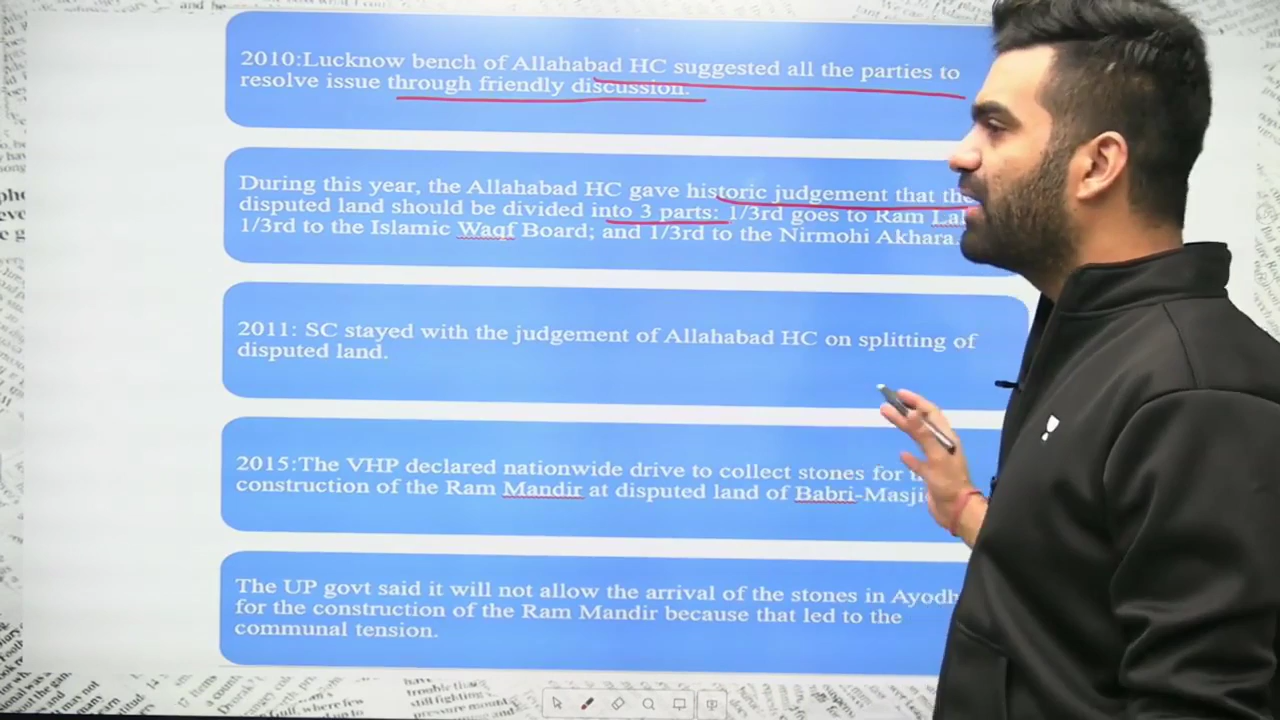 2010:Lucknow bench of Allahabad HC suggested all the parties to
resolve issue through friendly discussion.
During this year, the Allahabad HC gave historic judgement that the
disputed land should be divided into 3 parts: 1/3rd goes to Ram
1/3rd to the Islamic Waqf Board; and 1/3rd to the Nirmohi Akhara.
2011: SC stayed with the judgement of Allahabad HC on splitting of
disputed land.
2015:The VHP declared nationwide drive to collect stones for
construction of the Ram Mandir at disputed land of Babri-Masji
The UP govt said it will not allow the arrival of the stones in Ayodh
for the construction of the Ram Mandir because that led to the
communal tension.